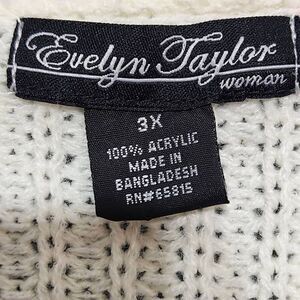 Evelyn Taylor
woman
3X
100% ACRYLIC
MADE IN
BANGLADESH
RN#65815